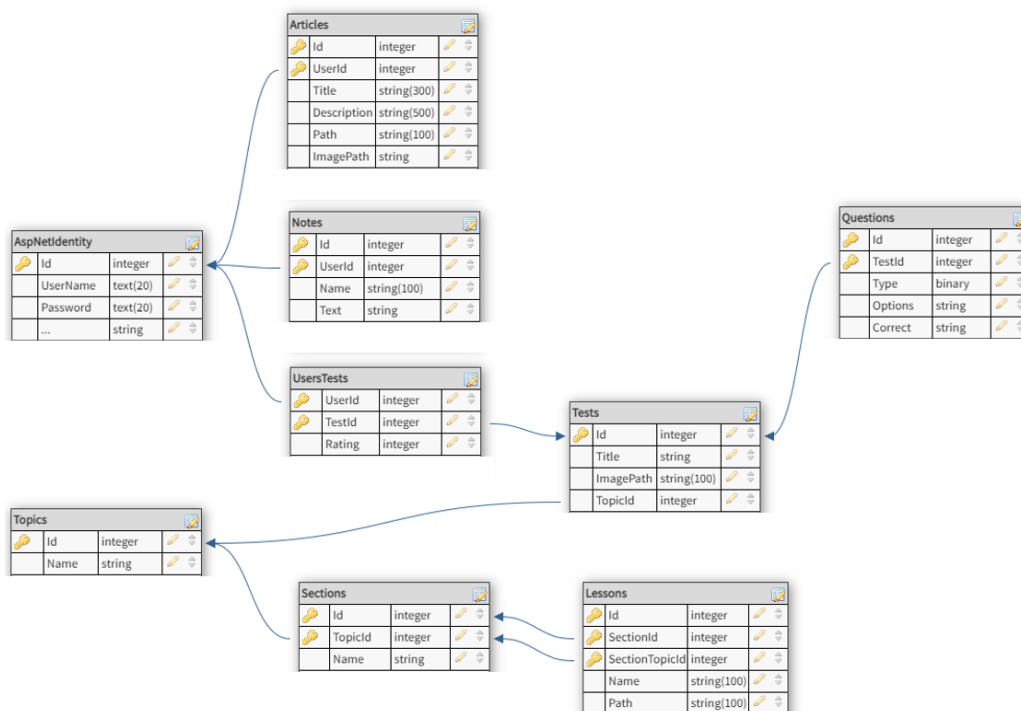 Articles
Id integer
UserId integer
Title string(300)
Description string(500)
Path string(100)
ImagePath string
Notes
Id integer
UserId integer
Name string(100)
Text string
AspNetIdentity
Id integer
UserName text(20)
Password text(20)
... string
Questions
Id integer
TestId integer
Type binary
Options string
Correct string
UsersTests
UserId integer
TestId integer
Rating integer
Tests
Id integer
Title string
ImagePath string(100)
TopicId integer
Topics
Id integer
Name string
Sections
Id integer
TopicId integer
Name string
Lessons
Id integer
SectionId integer
SectionTopicId integer
Name string(100)
Path string(100)